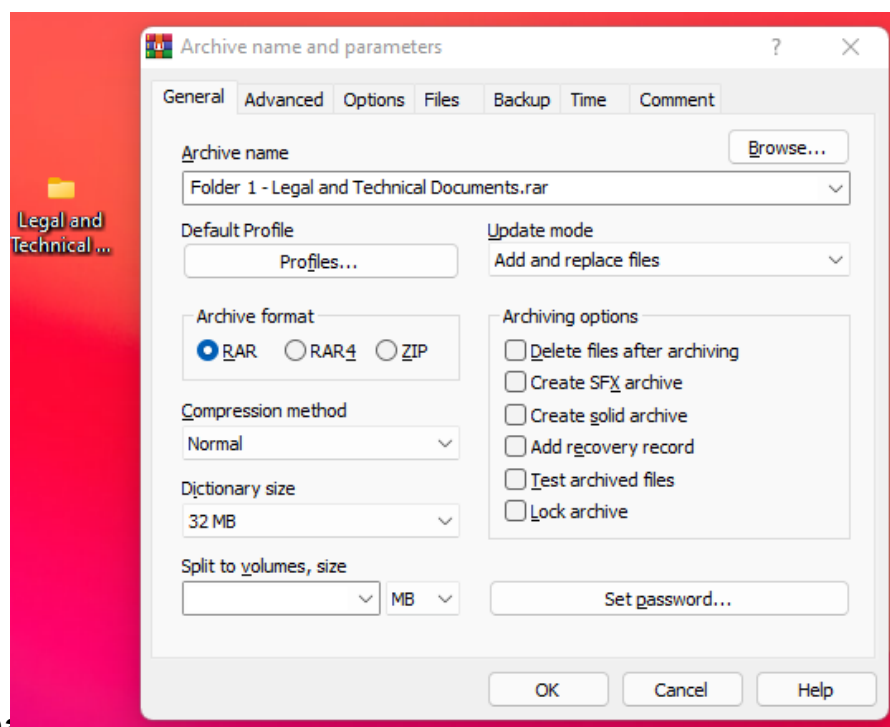 Archive name and parameters
?
General Advanced Options Files Backup Time Comment
Archive name
Browse...
Folder 1 - Legal and Technical Documents.rar
Legal and
Technical ...
Default Profile
Update mode
Profiles...
Add and replace files
Archive format
RAR RAR4 ZIP
Archiving options
Delete files after archiving
Create SFX archive
Create solid archive
Add recovery record
Test archived files
Lock archive
Compression method
Normal
Dictionary size
32 MB
Split to volumes, size
MB
Set password...
OK Cancel Help